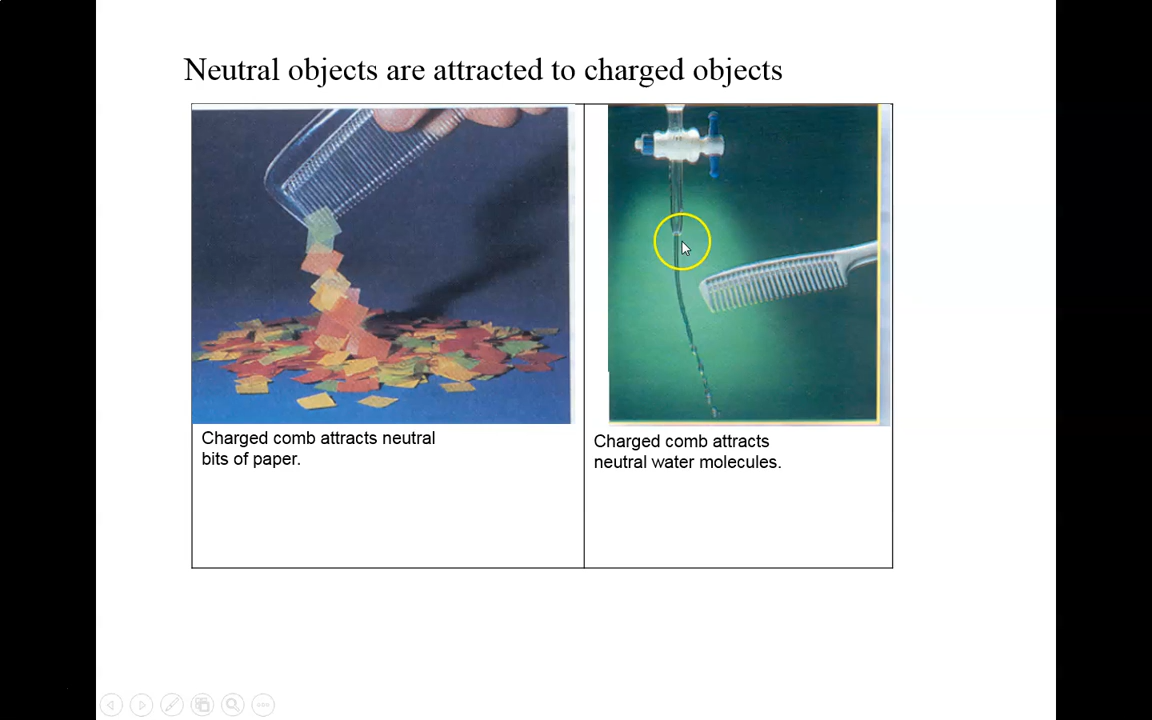 Neutral objects are attracted to charged objects
Charged comb attracts neutral
bits of paper.
Charged comb attracts
neutral water molecules.